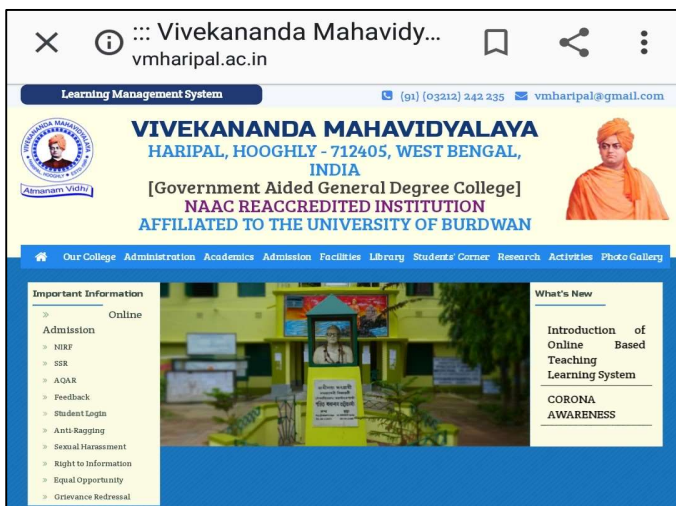 ::: Vivekananda Mahavidy...
vmharipal.ac.in
Learning Management System
(91) (03212) 242 235
vmharipal@gmail.com
Atmanam Vidhi
VIVEKANANDA MAHAVIDYALAYA
HARIPAL, HOOGHLY - 712405, WEST BENGAL,
INDIA
[Government Aided General Degree College]
NAAC REACCREDITED INSTITUTION
AFFILIATED TO THE UNIVERSITY OF BURDWAN
Our College Administration Academics Admission Facilities Library Students' Corner Research Activities Photo Gallery
Important Information
» Online
Admission
» NIRF
» SSR
» AQAR
» Feedback
» Student Login
» Anti-Ragging
» Sexual Harassment
» Right to Information
» Equal Opportunity
» Grievance Redressal
What's New
Introduction of
Online Based
Teaching
Learning System
CORONA
AWARENESS